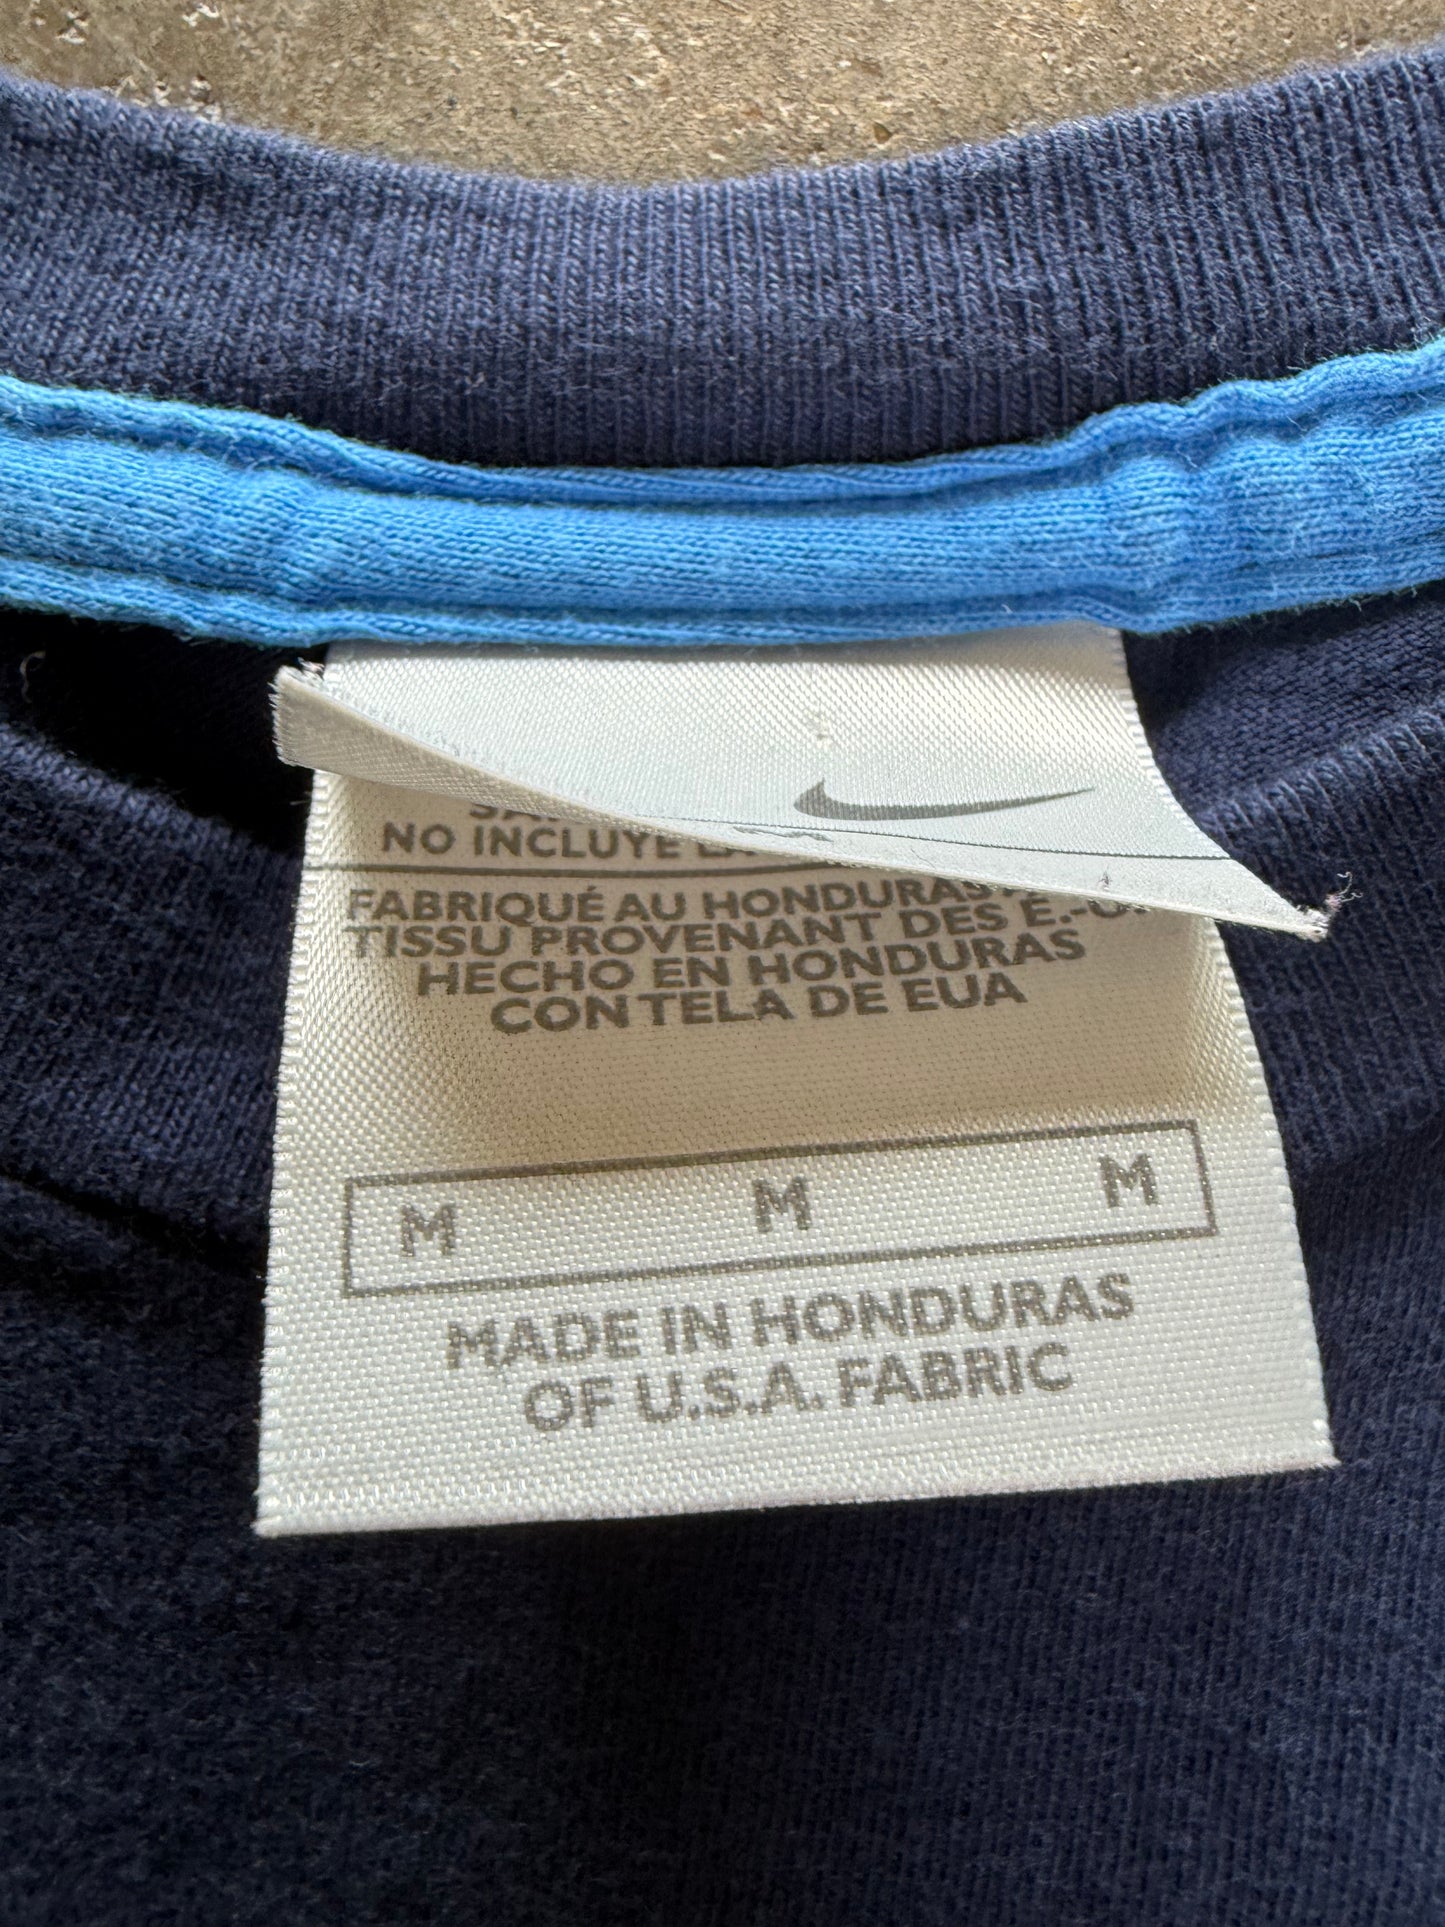 NO INCLUYE
FABRIQUÉ AU HONDURAS
TISSU PROVENANT DES É.-U.
HECHO EN HONDURAS
CON TELA DE EUA
M M M
MADE IN HONDURAS
OF U.S.A. FABRIC